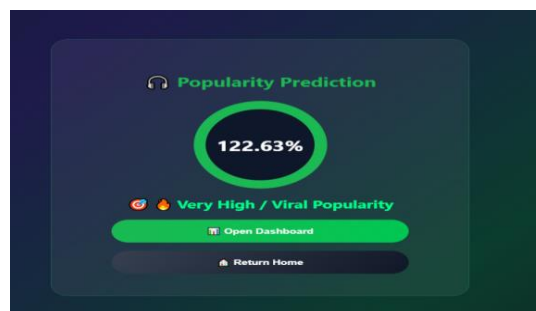 🎧 Popularity Prediction
122.63%
🎯 🔥 Very High / Viral Popularity
📊 Open Dashboard
🏠 Return Home